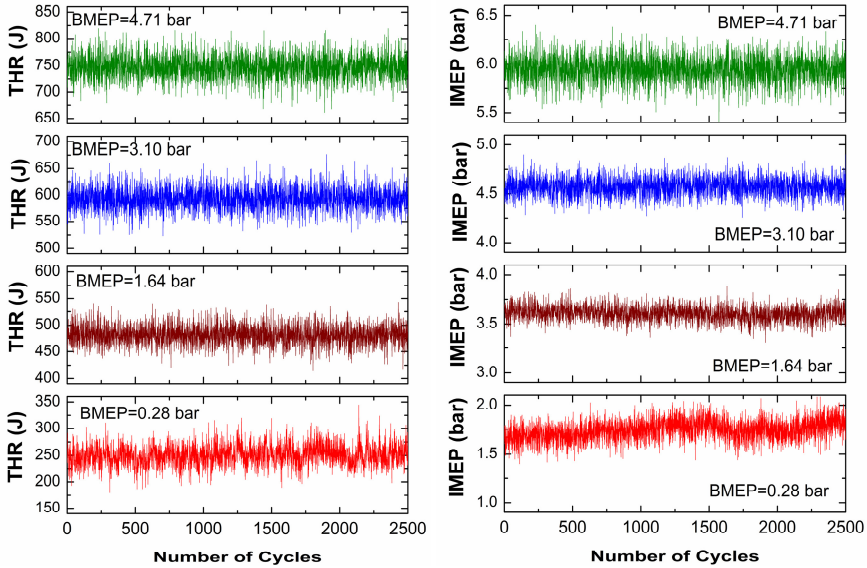 BMEP=4.71 bar
THR (J)
850
800
750
700
650
BMEP=3.10 bar
THR (J)
700
650
600
550
500
BMEP=1.64 bar
THR (J)
600
550
500
450
400
BMEP=0.28 bar
THR (J)
350
300
250
200
150
0 500 1000 1500 2000 2500
Number of Cycles
BMEP=4.71 bar
IMEP (bar)
6.5
6.0
5.5
IMEP (bar)
5.0
4.5
4.0
BMEP=3.10 bar
IMEP (bar)
4.0
3.5
3.0
BMEP=1.64 bar
IMEP (bar)
2.0
1.5
1.0
BMEP=0.28 bar
0 500 1000 1500 2000 2500
Number of Cycles